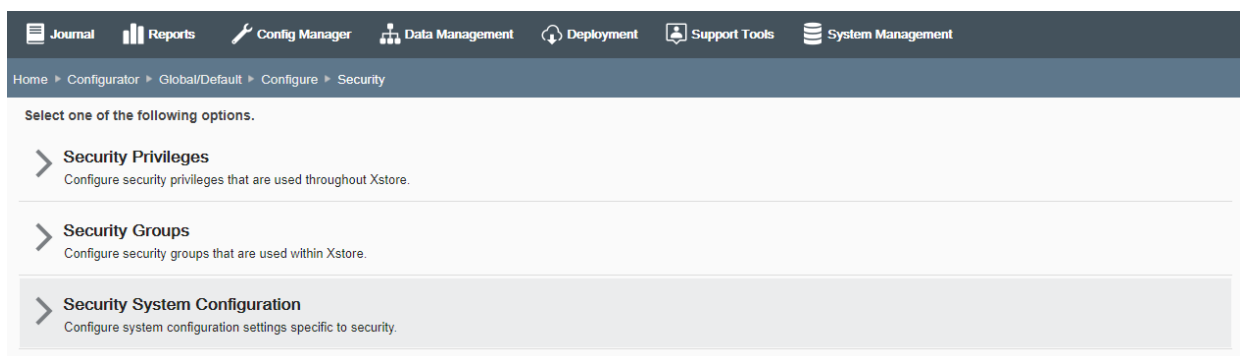 Journal Reports Config Manager Data Management Deployment Support Tools System Management
Home Configurator Global/Default Configure Security
Select one of the following options.
Security Privileges
Configure security privileges that are used throughout Xstore.
Security Groups
Configure security groups that are used within Xstore.
Security System Configuration
Configure system configuration settings specific to security.